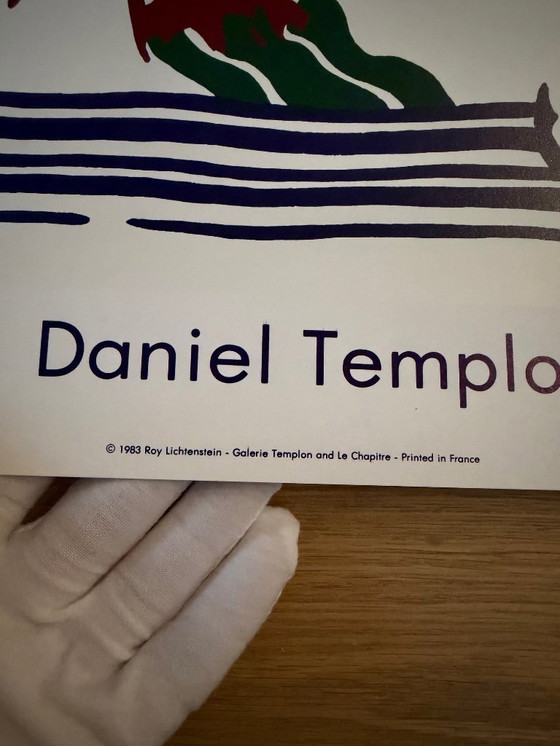 Daniel Templo
© 1983 Roy Lichtenstein - Galerie Templon and Le Chapitre - Printed in France